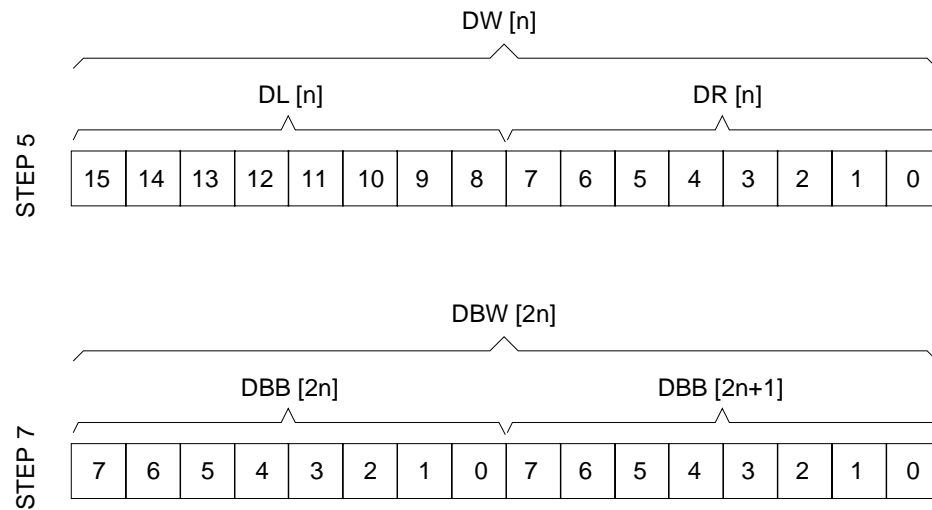 DW [n]
DL [n] DR [n]
STEP 5
15 14 13 12 11 10 9 8 7 6 5 4 3 2 1 0
DBW [2n]
DBB [2n] DBB [2n+1]
STEP 7
7 6 5 4 3 2 1 0 7 6 5 4 3 2 1 0